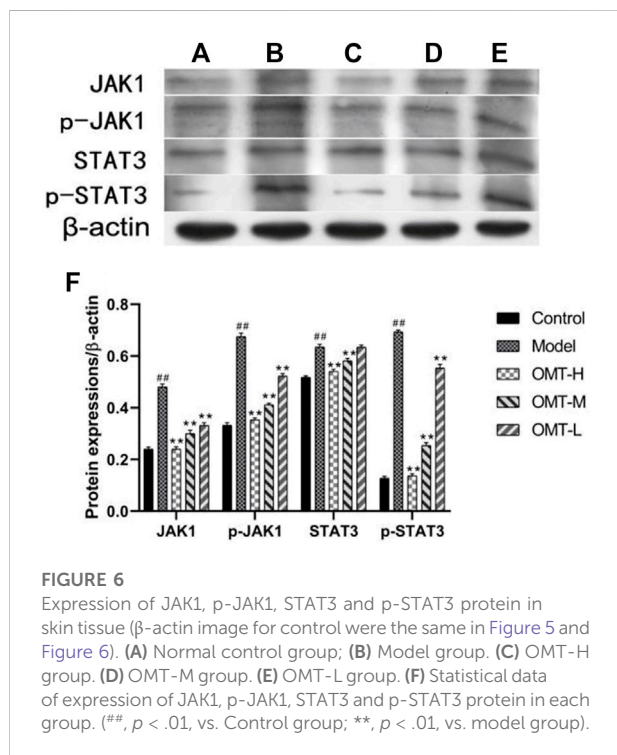 A B C D E
JAK1
p-JAK1
STAT3
p-STAT3
β-actin
F
Protein expressions/β-actin
0.8
0.6
0.4
0.2
0.0
## ** ** **
## ** ** **
## ** **
## ** ** **
JAK1 p-JAK1 STAT3 p-STAT3
Control
Model
OMT-H
OMT-M
OMT-L
FIGURE 6
Expression of JAK1, p-JAK1, STAT3 and p-STAT3 protein in
skin tissue (β-actin image for control were the same in Figure 5 and
Figure 6). (A) Normal control group; (B) Model group. (C) OMT-H
group. (D) OMT-M group. (E) OMT-L group. (F) Statistical data
of expression of JAK1, p-JAK1, STAT3 and p-STAT3 protein in each
group. (##, p < .01, vs. Control group; **, p < .01, vs. model group).